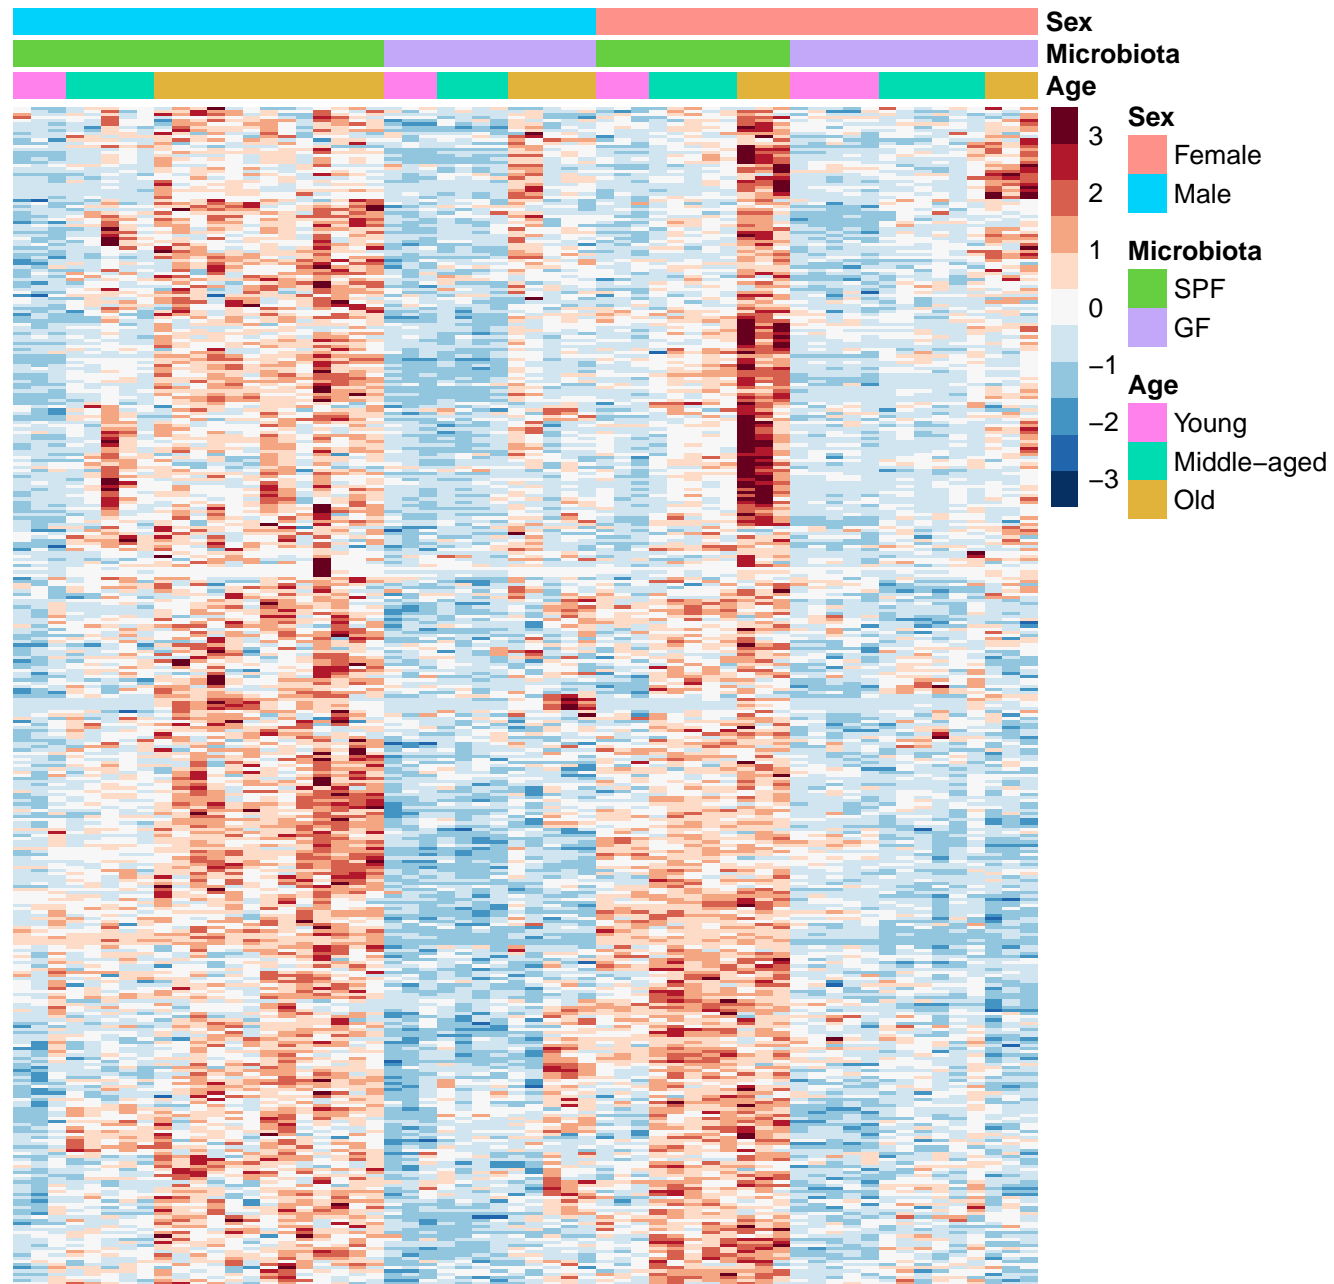 Sex
Microbiota
Age
3
2
1
0
−1
−2
−3
Sex
Female
Male
Microbiota
SPF
GF
Age
Young
Middle−aged
Old